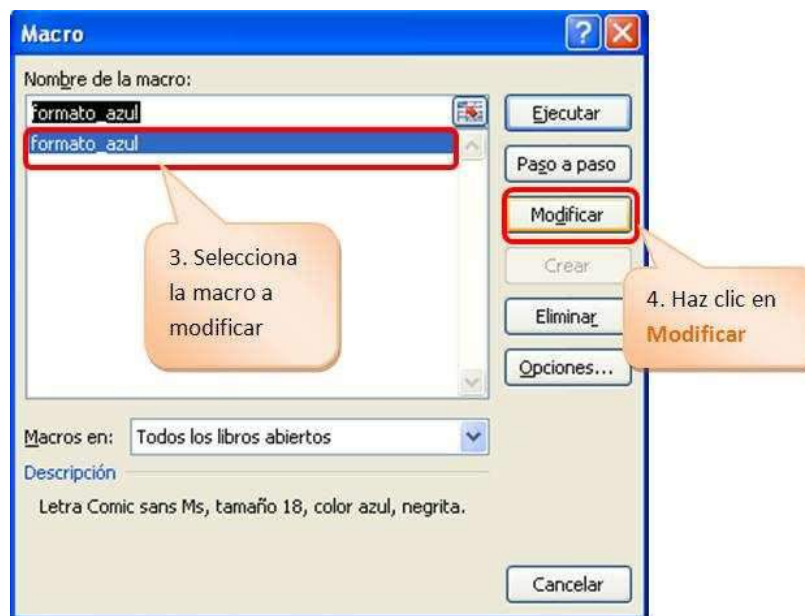 Macro
Nombre de la macro:
formato_azul
formato_azul
Ejecutar
Paso a paso
Modificar
Crear
Eliminar
Opciones...
3. Selecciona
la macro a
modificar
4. Haz clic en
Modificar
Macros en: Todos los libros abiertos
Descripción
Letra Comic sans Ms, tamaño 18, color azul, negrita.
Cancelar